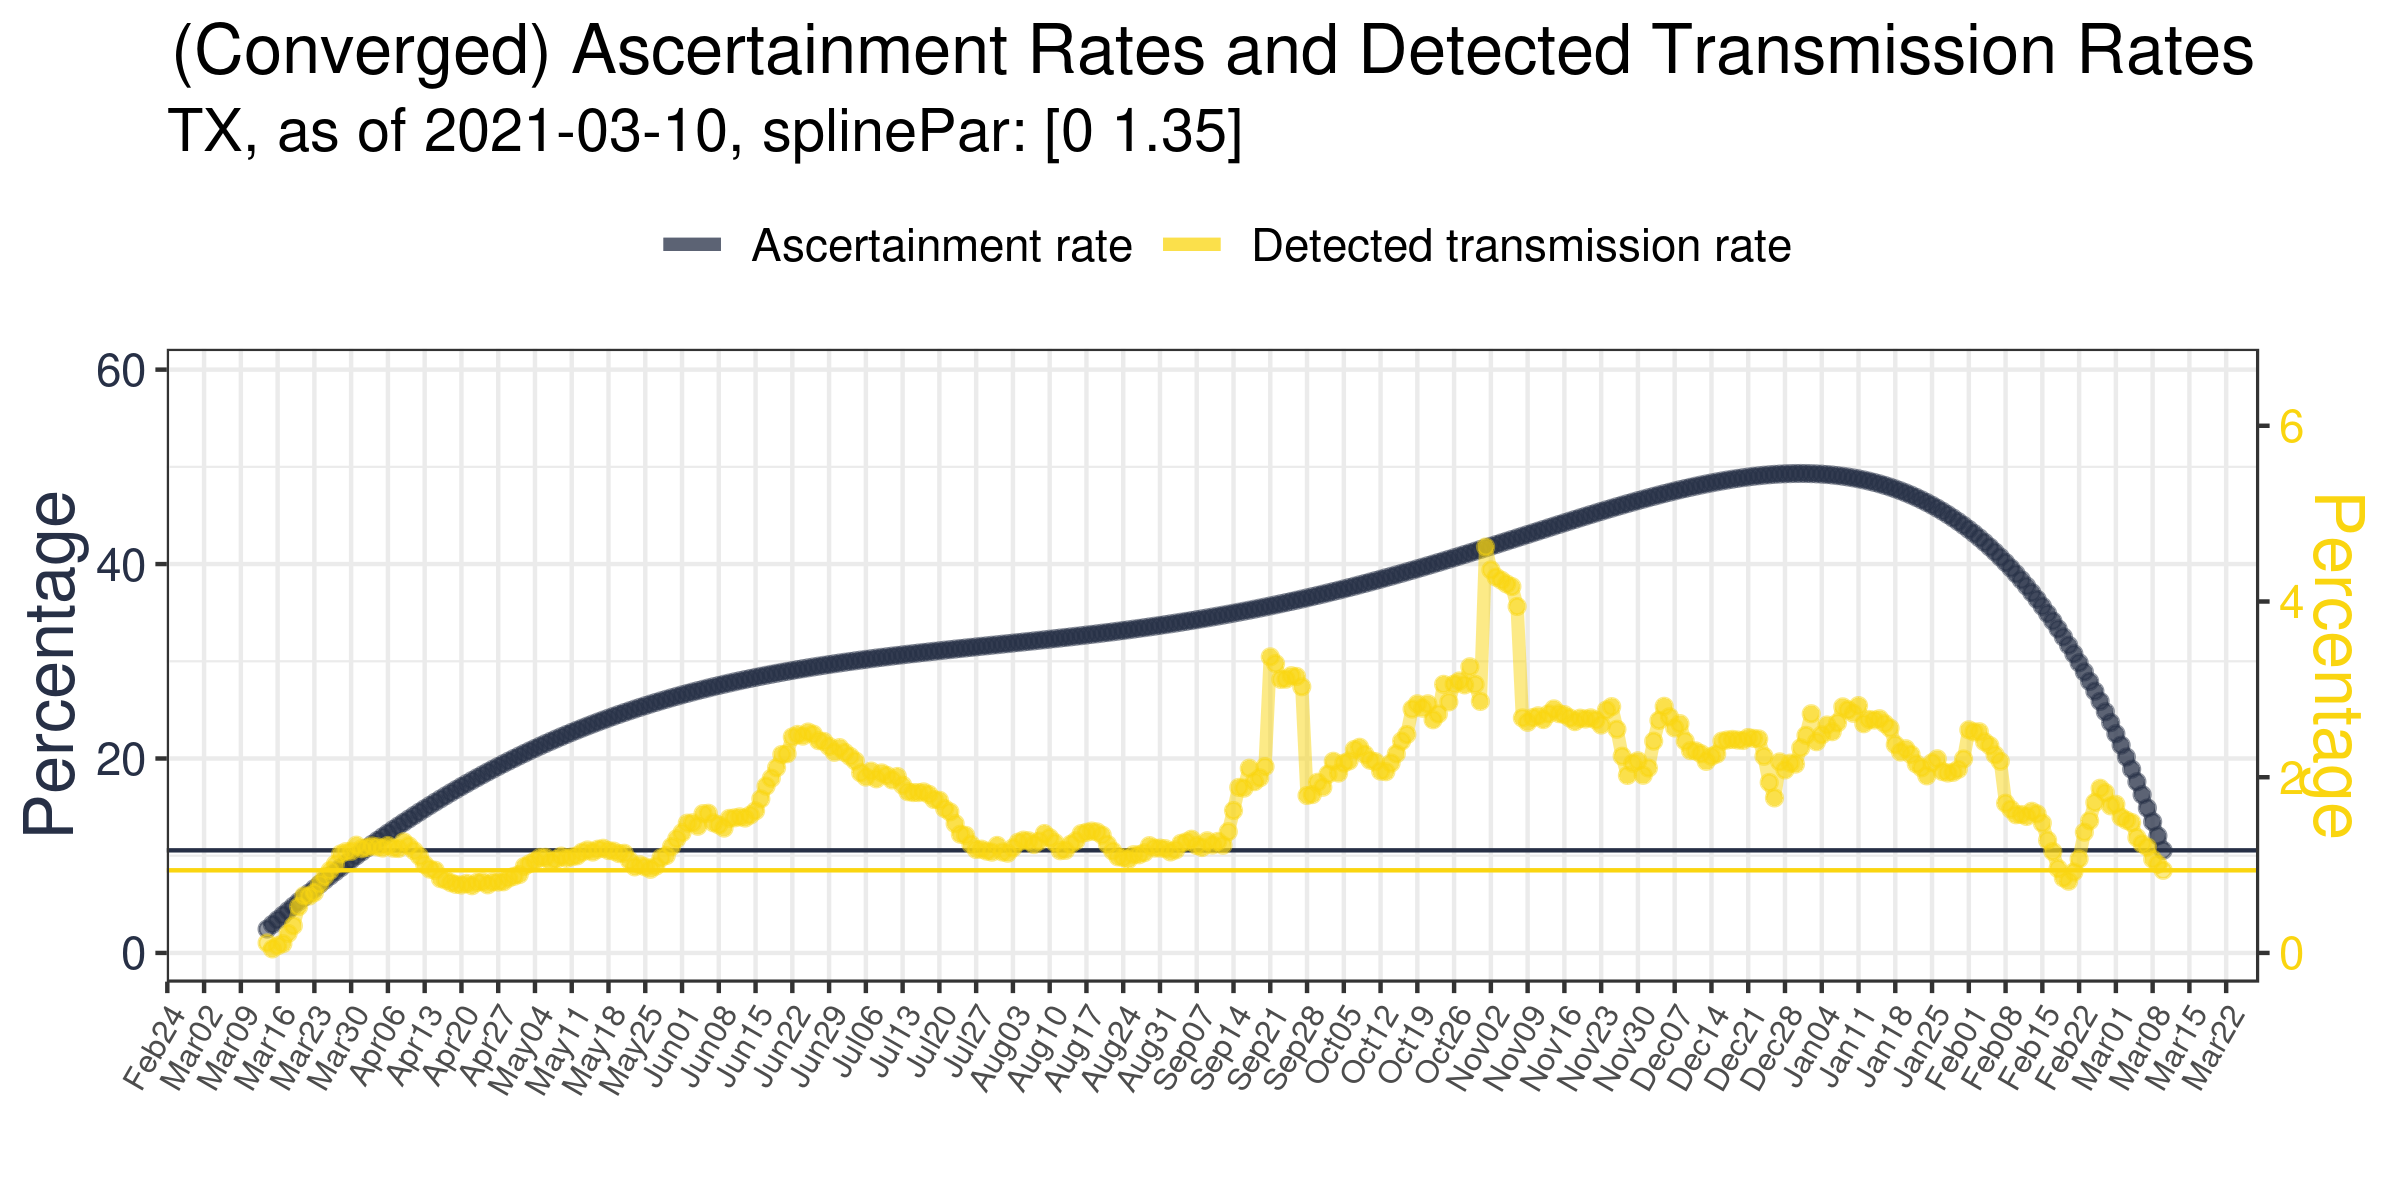 (Converged) Ascertainment Rates and Detected Transmission Rates
TX, as of 2021-03-10, splinePar: [0 1.35]
Ascertainment rate
Detected transmission rate
Percentage
60
40
20
0
6
4
2
0
Percentage
Feb24
Mar02
Mar09
Mar16
Mar23
Mar30
Apr06
Apr13
Apr20
Apr27
May04
May11
May18
May25
Jun01
Jun08
Jun15
Jun22
Jun29
Jul06
Jul13
Jul20
Jul27
Aug03
Aug10
Aug17
Aug24
Aug31
Sep07
Sep14
Sep21
Sep28
Oct05
Oct12
Oct19
Oct26
Nov02
Nov09
Nov16
Nov23
Nov30
Dec07
Dec14
Dec21
Dec28
Jan04
Jan11
Jan18
Jan25
Feb01
Feb08
Feb15
Feb22
Mar01
Mar08
Mar15
Mar22